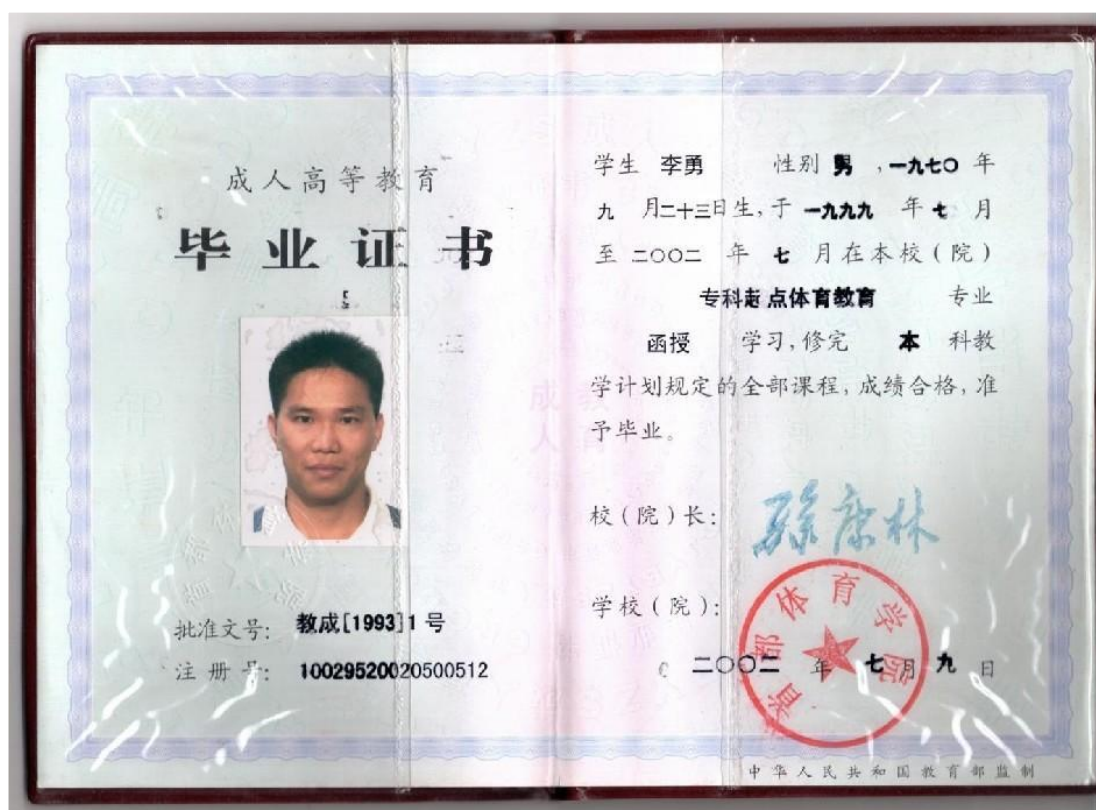 成人高等教育
毕业证书
批准文号: 教成[1993]1 号
注 册 号: 10029520020500512
学生 李勇 性别 男 ,一九七〇 年
九 月二十三日生,于 一九九九 年 七 月
至 二〇〇二 年 七 月在本校(院)
专科起点体育教育 专业
函授 学习,修完 本 科教
学计划规定的全部课程,成绩合格,准
予毕业。
校(院)长:
学校(院):
首都体育学院
二〇〇二 年 七 月 九 日
中华人民共和国教育部监制